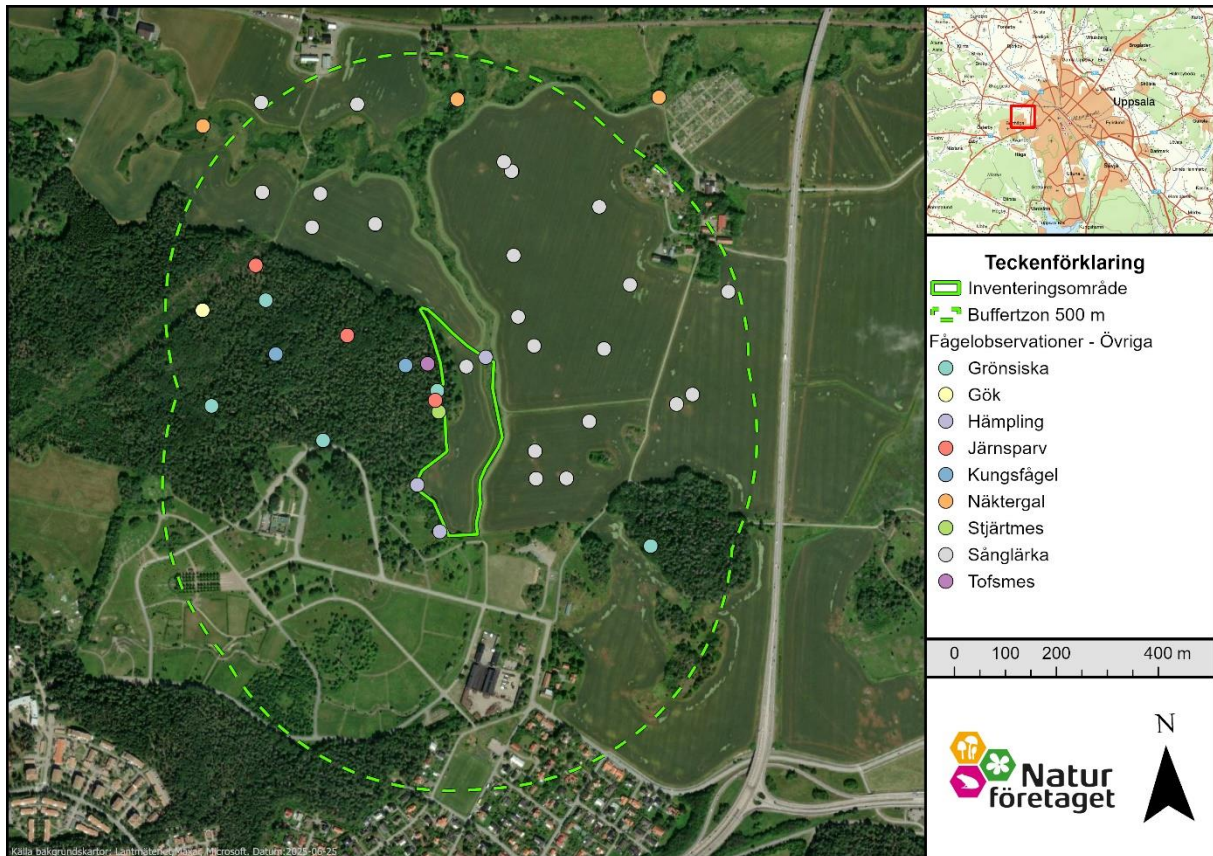 Uppsala
Teckenförklaring
Inventeringsområde
Buffertzon 500 m
Fågelobservationer - Övriga
Grönsiska
Gök
Hämpling
Järnsparv
Kungsfågel
Näktergal
Stjärtmes
Sånglärka
Tofsmes
0 100 200 400 m
N
Natur
företaget
Källa bakgrundskartor: Lantmäteriet, Maxar, Microsoft, Datum:2025-06-25